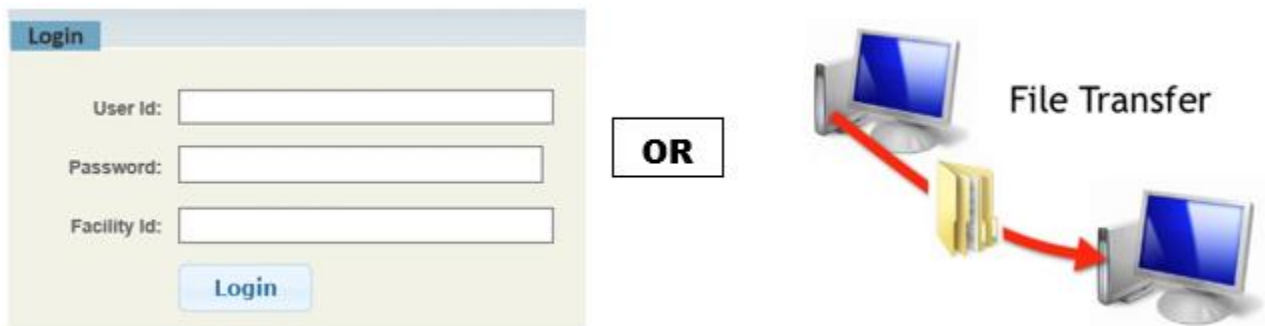 Login
User Id:
Password:
Facility Id:
Login
OR
File Transfer